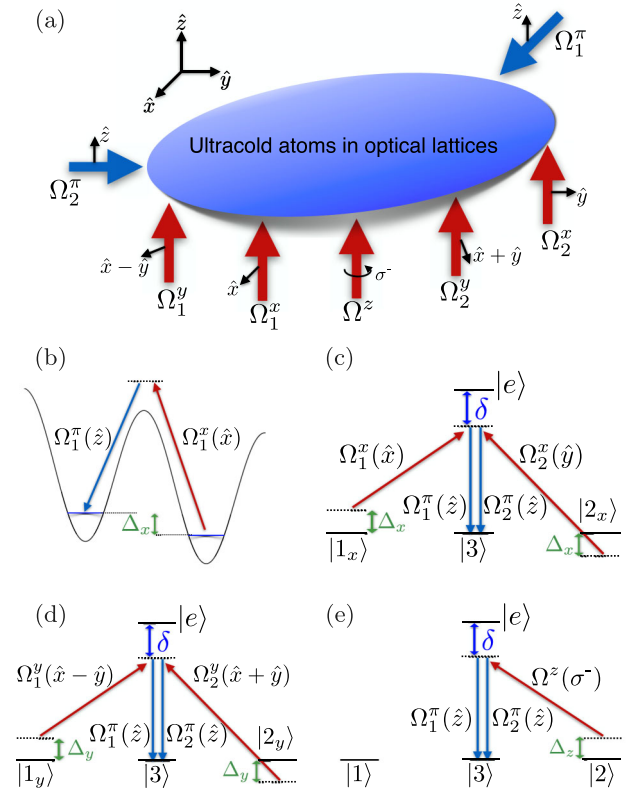 (a)
ẑ
ŷ
x̂
ẑ
Ω₁^π
Ultracold atoms in optical lattices
ẑ
Ω₂^π
x̂ − ŷ
Ω₁^y
x̂
Ω₁^x
σ⁻
Ω^z
x̂ + ŷ
Ω₂^y
ŷ
Ω₂^x
(b)
Ω₁^π(ẑ)
Ω₁^x(x̂)
Δ_x
(c)
|e⟩
δ
Ω₁^x(x̂)
Ω₂^x(ŷ)
Ω₁^π(ẑ)
Ω₂^π(ẑ)
Δ_x
|2_x⟩
Δ_x
|1_x⟩
|3⟩
(d)
|e⟩
δ
Ω₁^y(x̂ − ŷ)
Ω₂^y(x̂ + ŷ)
Ω₁^π(ẑ)
Ω₂^π(ẑ)
|2_y⟩
Δ_y
Δ_y
|1_y⟩
|3⟩
(e)
|e⟩
δ
Ω^z(σ⁻)
Ω₁^π(ẑ)
Ω₂^π(ẑ)
Δ_z
|1⟩
|3⟩
|2⟩